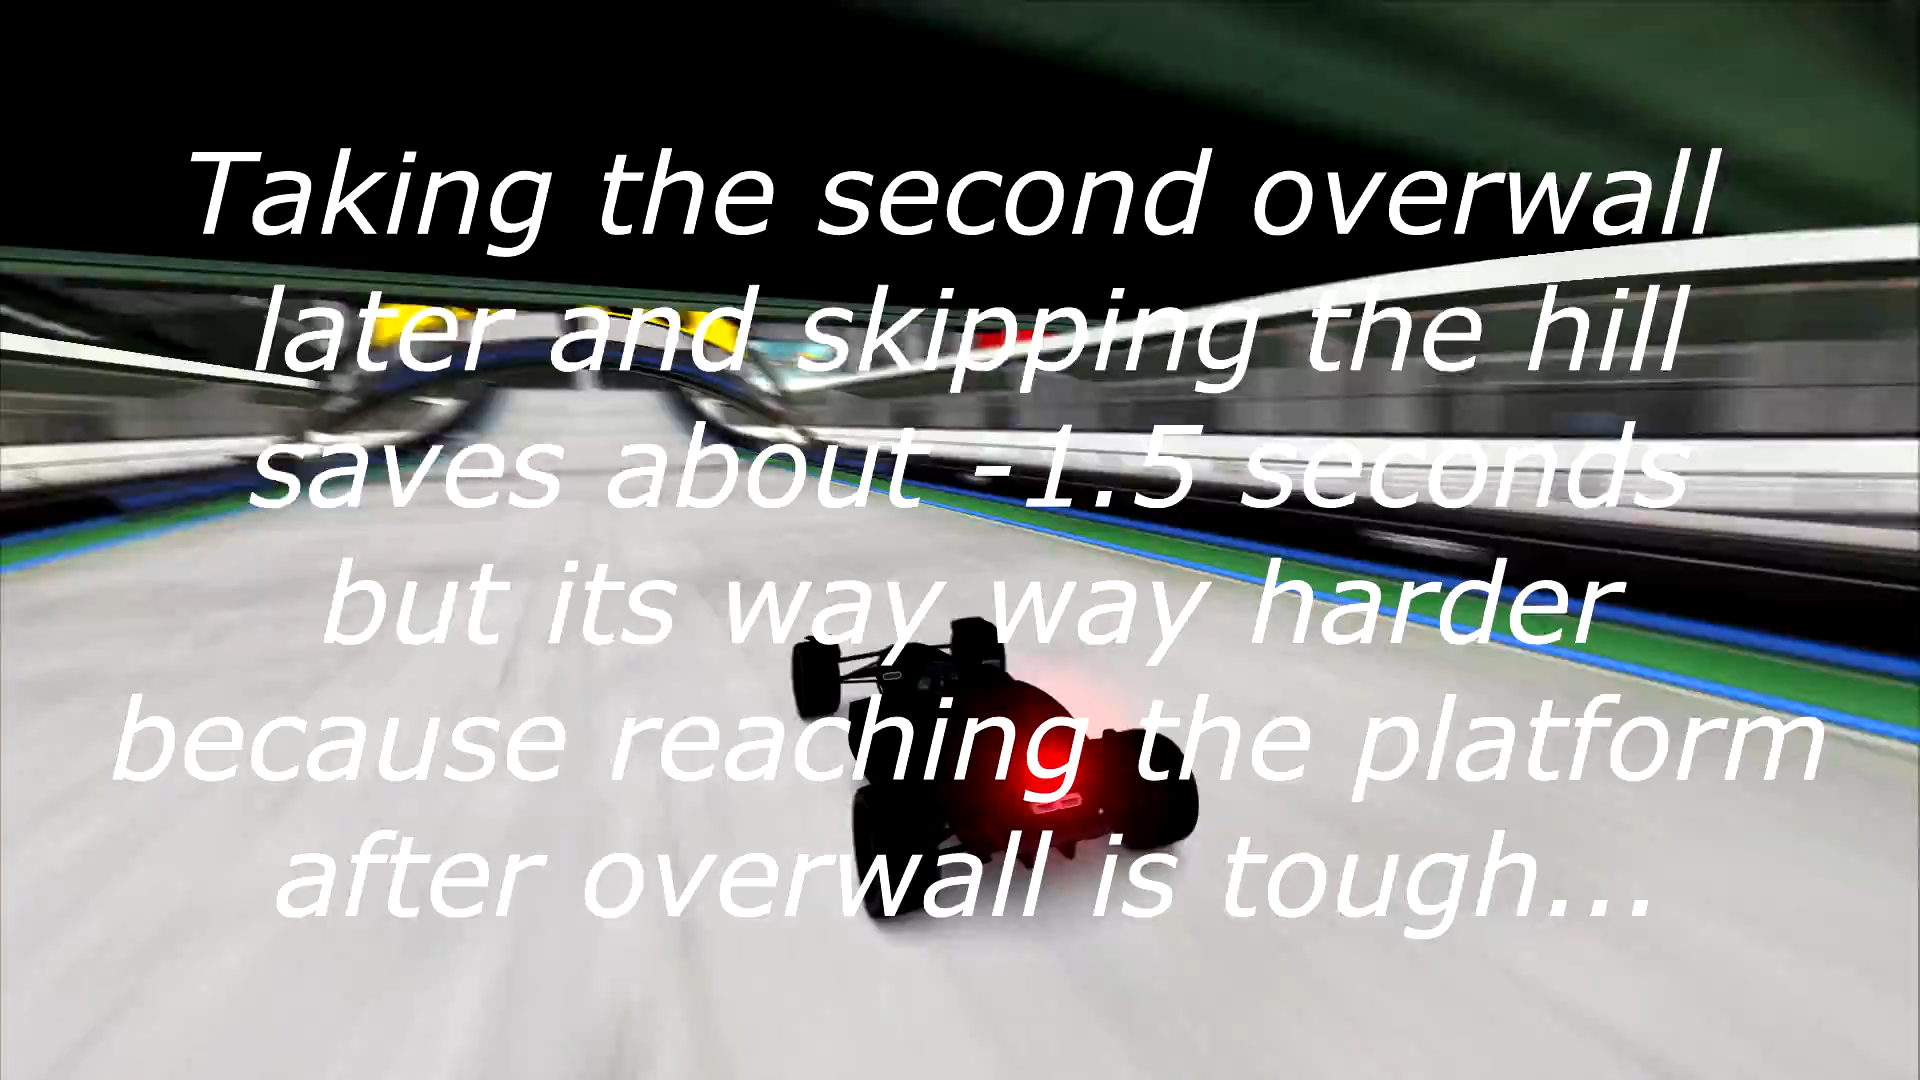 Taking the second overwall
later and skipping the hill
saves about -1.5 seconds
but its way way harder
because reaching the platform
after overwall is tough...